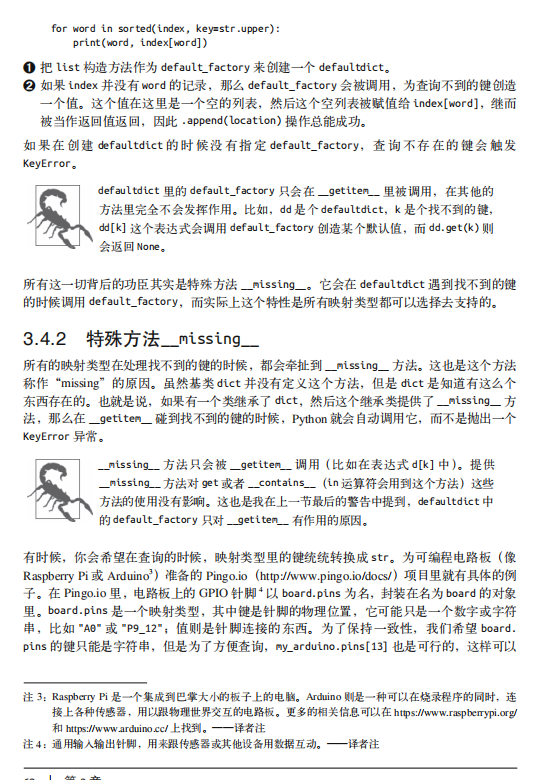 for word in sorted(index, key=str.upper):
print(word, index[word])
❶ 把 list 构造方法作为 default_factory 来创建一个 defaultdict。
❷ 如果 index 并没有 word 的记录，那么 default_factory 会被调用，为查询不到的键创造
一个值。这个值在这里是一个空的列表，然后这个空列表被赋值给 index[word]，继而
被当作返回值返回，因此 .append(location) 操作总能成功。
如果在创建 defaultdict 的时候没有指定 default_factory，查询不存在的键会触发
KeyError。
defaultdict 里的 default_factory 只会在 __getitem__ 里被调用，在其他的
方法里完全不会发挥作用。比如，dd 是个 defaultdict，k 是个找不到的键，
dd[k] 这个表达式会调用 default_factory 创造某个默认值，而 dd.get(k) 则
会返回 None。
所有这一切背后的功臣其实是特殊方法 __missing__。它会在 defaultdict 遇到找不到的键
的时候调用 default_factory，而实际上这个特性是所有映射类型都可以选择去支持的。
3.4.2 特殊方法__missing__
所有的映射类型在处理找不到的键的时候，都会牵扯到 __missing__ 方法。这也是这个方法
称作“missing”的原因。虽然基类 dict 并没有定义这个方法，但是 dict 是知道有这么个
东西存在的。也就是说，如果有一个类继承了 dict，然后这个继承类提供了 __missing__ 方
法，那么在 __getitem__ 碰到找不到的键的时候，Python 就会自动调用它，而不是抛出一个
KeyError 异常。
__missing__ 方法只会被 __getitem__ 调用（比如在表达式 d[k] 中）。提供
__missing__ 方法对 get 或者 __contains__（in 运算符会用到这个方法）这些
方法的使用没有影响。这也是我在上一节最后的警告中提到，defaultdict 中
的 default_factory 只对 __getitem__ 有作用的原因。
有时候，你会希望在查询的时候，映射类型里的键统统转换成 str。为可编程电路板（像
Raspberry Pi 或 Arduino³）准备的 Pingo.io（http://www.pingo.io/docs/）项目里就有具体的例
子。在 Pingo.io 里，电路板上的 GPIO 针脚⁴ 以 board.pins 为名，封装在名为 board 的对象
里。board.pins 是一个映射类型，其中键是针脚的物理位置，它可能只是一个数字或字符
串，比如 "A0" 或 "P9_12"；值则是针脚连接的东西。为了保持一致性，我们希望 board.
pins 的键只能是字符串，但是为了方便查询，my_arduino.pins[13] 也是可行的，这样可以
注 3：Raspberry Pi 是一个集成到巴掌大小的板子上的电脑。Arduino 则是一种可以在烧录程序的同时，连
接上各种传感器，用以跟物理世界交互的电路板。更多的相关信息可以在 https://www.raspberrypi.org/
和 https://www.arduino.cc/ 上找到。——译者注
注 4：通用输入输出针脚，用来跟传感器或其他设备用数据互动。——译者注